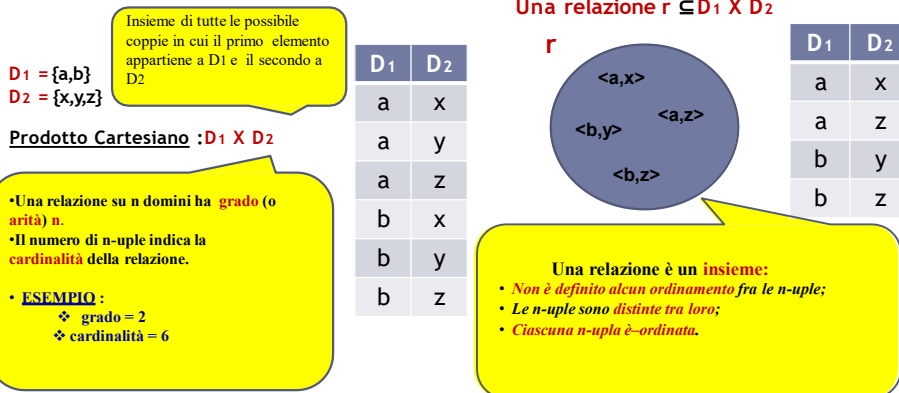 Insieme di tutte le possibile
coppie in cui il primo elemento
appartiene a D1 e il secondo a
D2
D1 = {a,b}
D2 = {x,y,z}
Prodotto Cartesiano : D1 X D2
•Una relazione su n domini ha grado (o
arità) n.
•Il numero di n-uple indica la
cardinalità della relazione.
• ESEMPIO :
❖ grado = 2
❖ cardinalità = 6
D1 D2
a x
a y
a z
b x
b y
b z
Una relazione r ⊆ D1 X D2
r
<a,x>
<a,z>
<b,y>
<b,z>
D1 D2
a x
a z
b y
b z
Una relazione è un insieme:
• Non è definito alcun ordinamento fra le n-uple;
• Le n-uple sono distinte tra loro;
• Ciascuna n-upla è–ordinata.